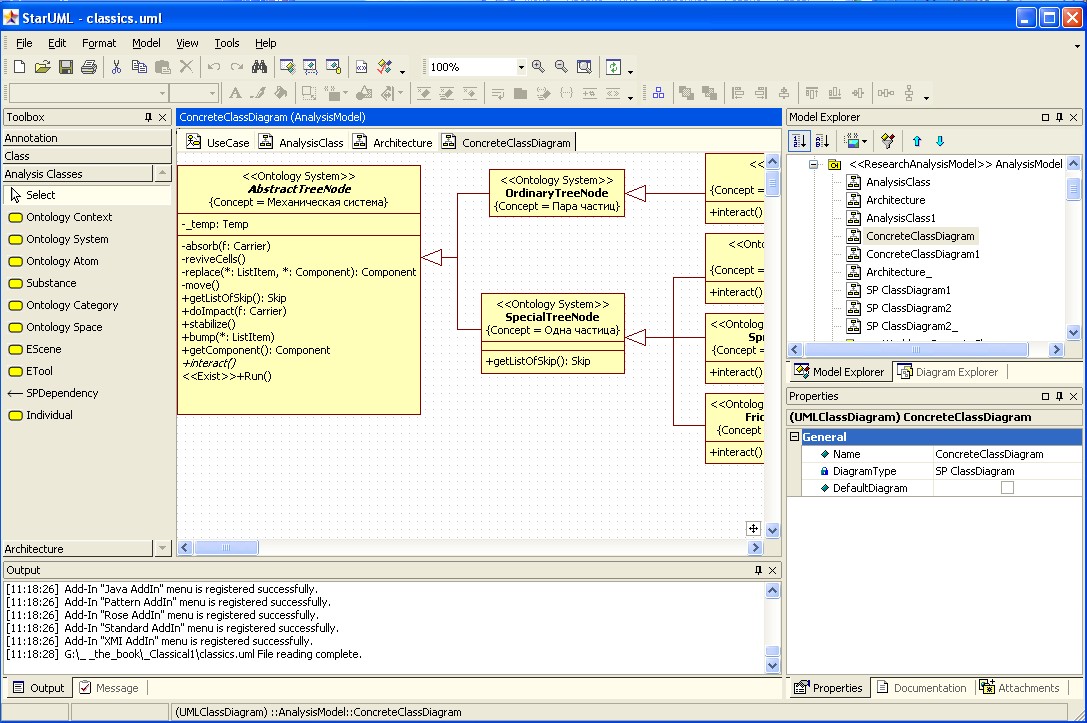 StarUML - classics.uml
File Edit Format Model View Tools Help
100%
Toolbox
Annotation
Class
Analysis Classes
Select
Ontology Context
Ontology System
Ontology Atom
Substance
Ontology Category
Ontology Space
EScene
ETool
SPDependency
Individual
Architecture
ConcreteClassDiagram (AnalysisModel)
UseCase AnalysisClass Architecture ConcreteClassDiagram
<<Ontology System>>
AbstractTreeNode
{Concept = Механическая система}
-_temp: Temp
-absorb(f: Carrier)
-reviveCells()
-replace(*: ListItem, *: Component): Component
-move()
+getListOfSkip(): Skip
+doImpact(f: Carrier)
+stabilize()
+bump(*: ListItem)
+getComponent(): Component
+interact()
<<Exist>>+Run()
<<Ontology System>>
OrdinaryTreeNode
{Concept = Пара частиц}
<<Ontology System>>
SpecialTreeNode
{Concept = Одна частица}
+getListOfSkip(): Skip
<<
{Concept =
+interact()
<<Onto
{Concept =
+interact()
<<Ontolog
Spr
{Concept =
+interact()
<<Ontolog
Fric
{Concept
+interact()
Model Explorer
<<ResearchAnalysisModel>> AnalysisModel
AnalysisClass
Architecture
AnalysisClass1
ConcreteClassDiagram
ConcreteClassDiagram1
Architecture_
SP ClassDiagram1
SP ClassDiagram2
SP ClassDiagram2_
Model Explorer Diagram Explorer
Properties
(UMLClassDiagram) ConcreteClassDiagram
General
Name ConcreteClassDiagram
DiagramType SP ClassDiagram
DefaultDiagram
Properties Documentation Attachments
Output
[11:18:26] Add-In "Java AddIn" menu is registered successfully.
[11:18:26] Add-In "Pattern AddIn" menu is registered successfully.
[11:18:26] Add-In "Rose AddIn" menu is registered successfully.
[11:18:26] Add-In "Standard AddIn" menu is registered successfully.
[11:18:26] Add-In "XMI AddIn" menu is registered successfully.
[11:18:28] G:\_ _the_book\_Classical1\classics.uml File reading complete.
Output Message
(UMLClassDiagram) ::AnalysisModel::ConcreteClassDiagram